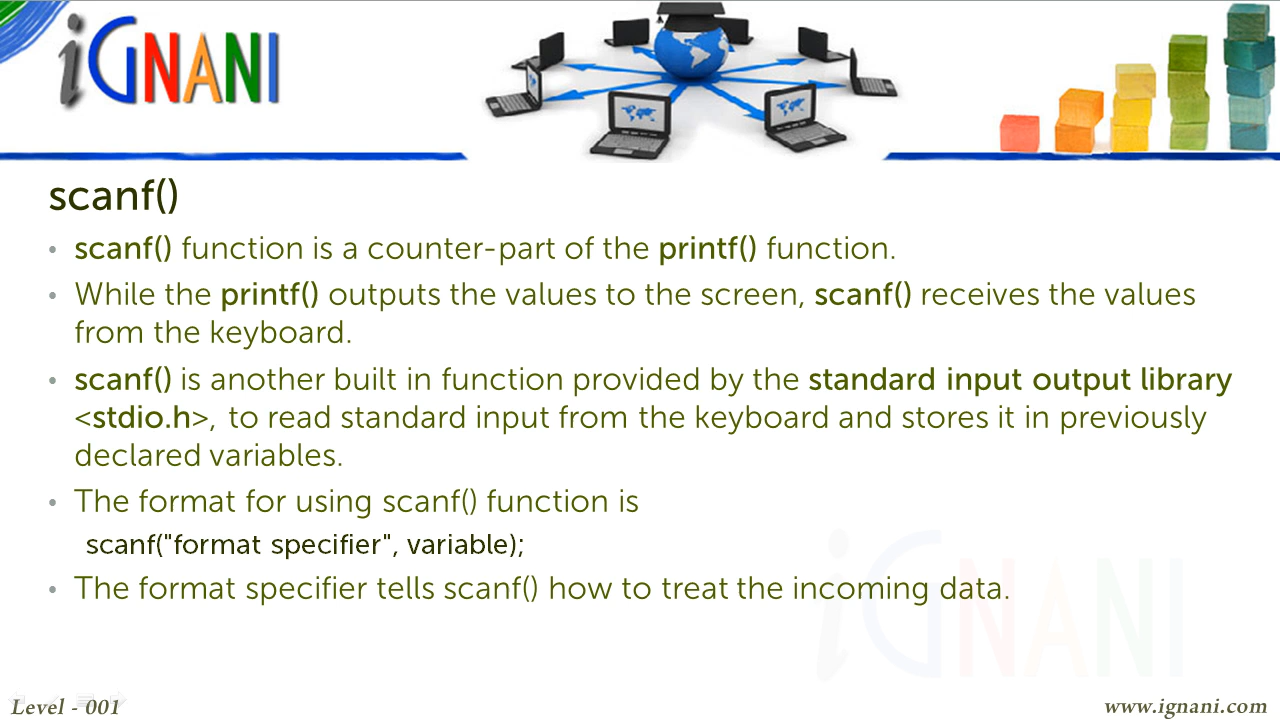 iGNANI
scanf()
• scanf() function is a counter-part of the printf() function.
• While the printf() outputs the values to the screen, scanf() receives the values
from the keyboard.
• scanf() is another built in function provided by the standard input output library
<stdio.h>, to read standard input from the keyboard and stores it in previously
declared variables.
• The format for using scanf() function is
scanf("format specifier", variable);
• The format specifier tells scanf() how to treat the incoming data.
iGNANI
Level - 001
www.ignani.com